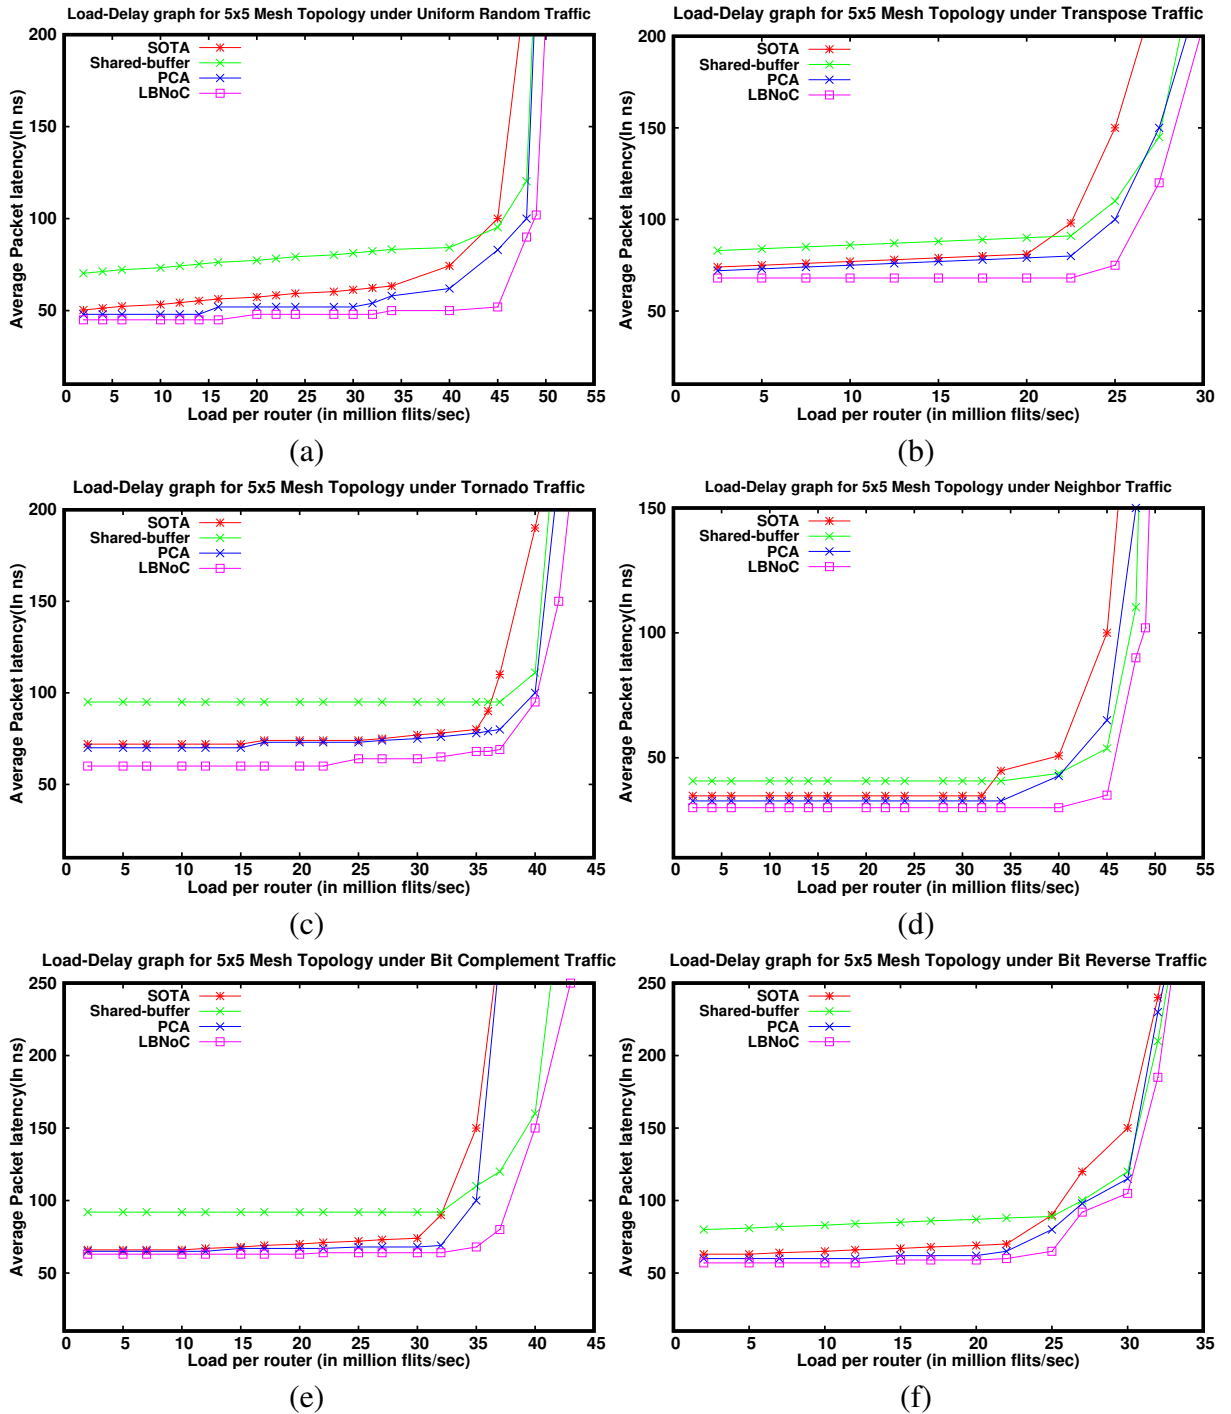 Load-Delay graph for 5x5 Mesh Topology under Uniform Random Traffic
200
150
100
50
Average Packet latency(In ns)
SOTA
Shared-buffer
PCA
LBNoC
0 5 10 15 20 25 30 35 40 45 50 55
Load per router (in million flits/sec)
(a)
Load-Delay graph for 5x5 Mesh Topology under Transpose Traffic
200
150
100
50
Average Packet latency(In ns)
SOTA
Shared-buffer
PCA
LBNoC
0 5 10 15 20 25 30
Load per router (in million flits/sec)
(b)
Load-Delay graph for 5x5 Mesh Topology under Tornado Traffic
200
150
100
50
Average Packet latency(In ns)
SOTA
Shared-buffer
PCA
LBNoC
0 5 10 15 20 25 30 35 40 45
Load per router (in million flits/sec)
(c)
Load-Delay graph for 5x5 Mesh Topology under Neighbor Traffic
150
100
50
Average Packet latency(In ns)
SOTA
Shared-buffer
PCA
LBNoC
0 5 10 15 20 25 30 35 40 45 50 55
Load per router (in million flits/sec)
(d)
Load-Delay graph for 5x5 Mesh Topology under Bit Complement Traffic
250
200
150
100
50
Average Packet latency(In ns)
SOTA
Shared-buffer
PCA
LBNoC
0 5 10 15 20 25 30 35 40 45
Load per router (in million flits/sec)
(e)
Load-Delay graph for 5x5 Mesh Topology under Bit Reverse Traffic
250
200
150
100
50
Average Packet latency(In ns)
SOTA
Shared-buffer
PCA
LBNoC
0 5 10 15 20 25 30 35
Load per router (in million flits/sec)
(f)